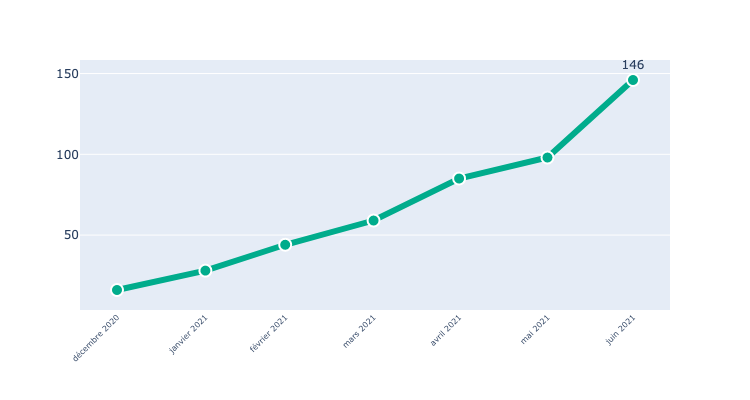 146
150
100
50
décembre 2020
janvier 2021
février 2021
mars 2021
avril 2021
mai 2021
juin 2021